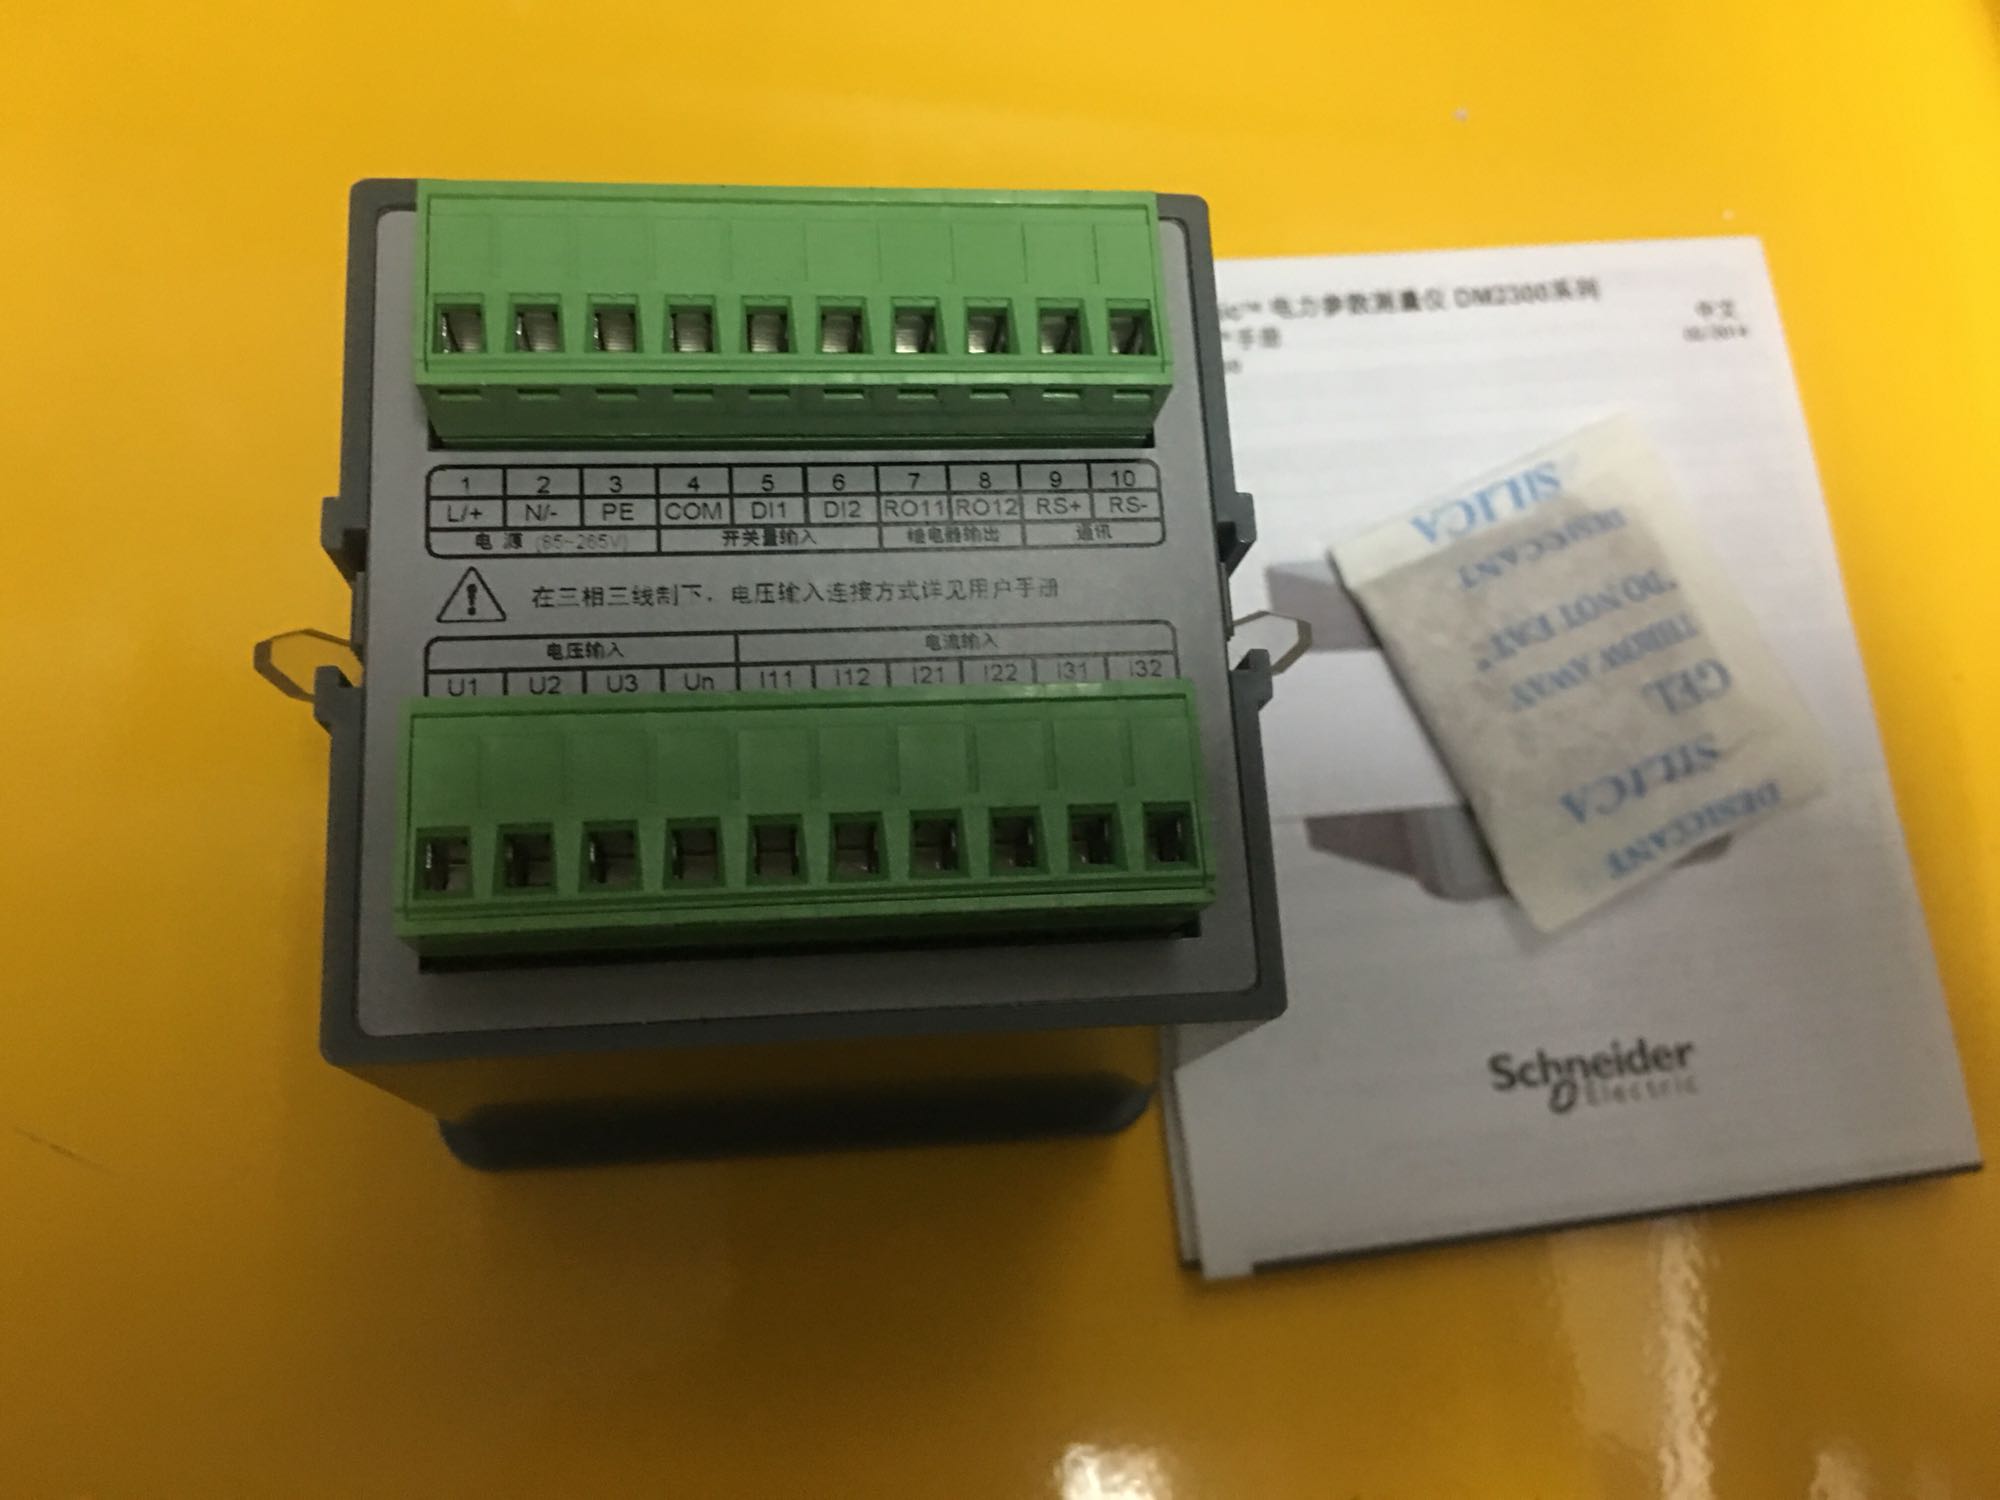 1 2 3 4 5 6 7 8 9 10
L/+ N/- PE COM DI1 DI2 RO11 RO12 RS+ RS-
电 源 (85~265V) 开关量输入 继电器输出 通讯
在三相三线制下，电压输入连接方式详见用户手册
电压输入 电流输入
U1 U2 U3 Un I11 I12 I21 I22 I31 I32
电力参数测量仪 DM2300系列
手册
中文
SILICA
DESICCANT
"DO NOT EAT"
THROW AWAY
GEL
SILICA
DESICCANT
Schneider
Electric